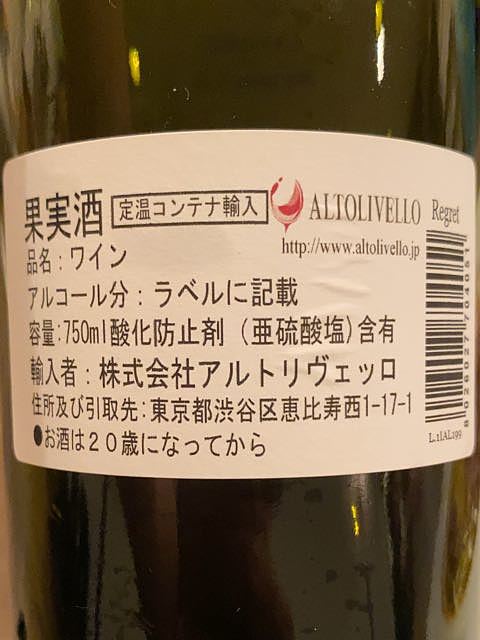 果実酒 定温コンテナ輸入 ALTOLIVELLO Regret
http://www.altolivello.jp
品名：ワイン
アルコール分：ラベルに記載
容量：750ml 酸化防止剤（亜硫酸塩）含有
輸入者：株式会社アルトリヴェッロ
住所及び引取先：東京都渋谷区恵比寿西1-17-1
●お酒は２０歳になってから
8026027704051
L.1IAL199